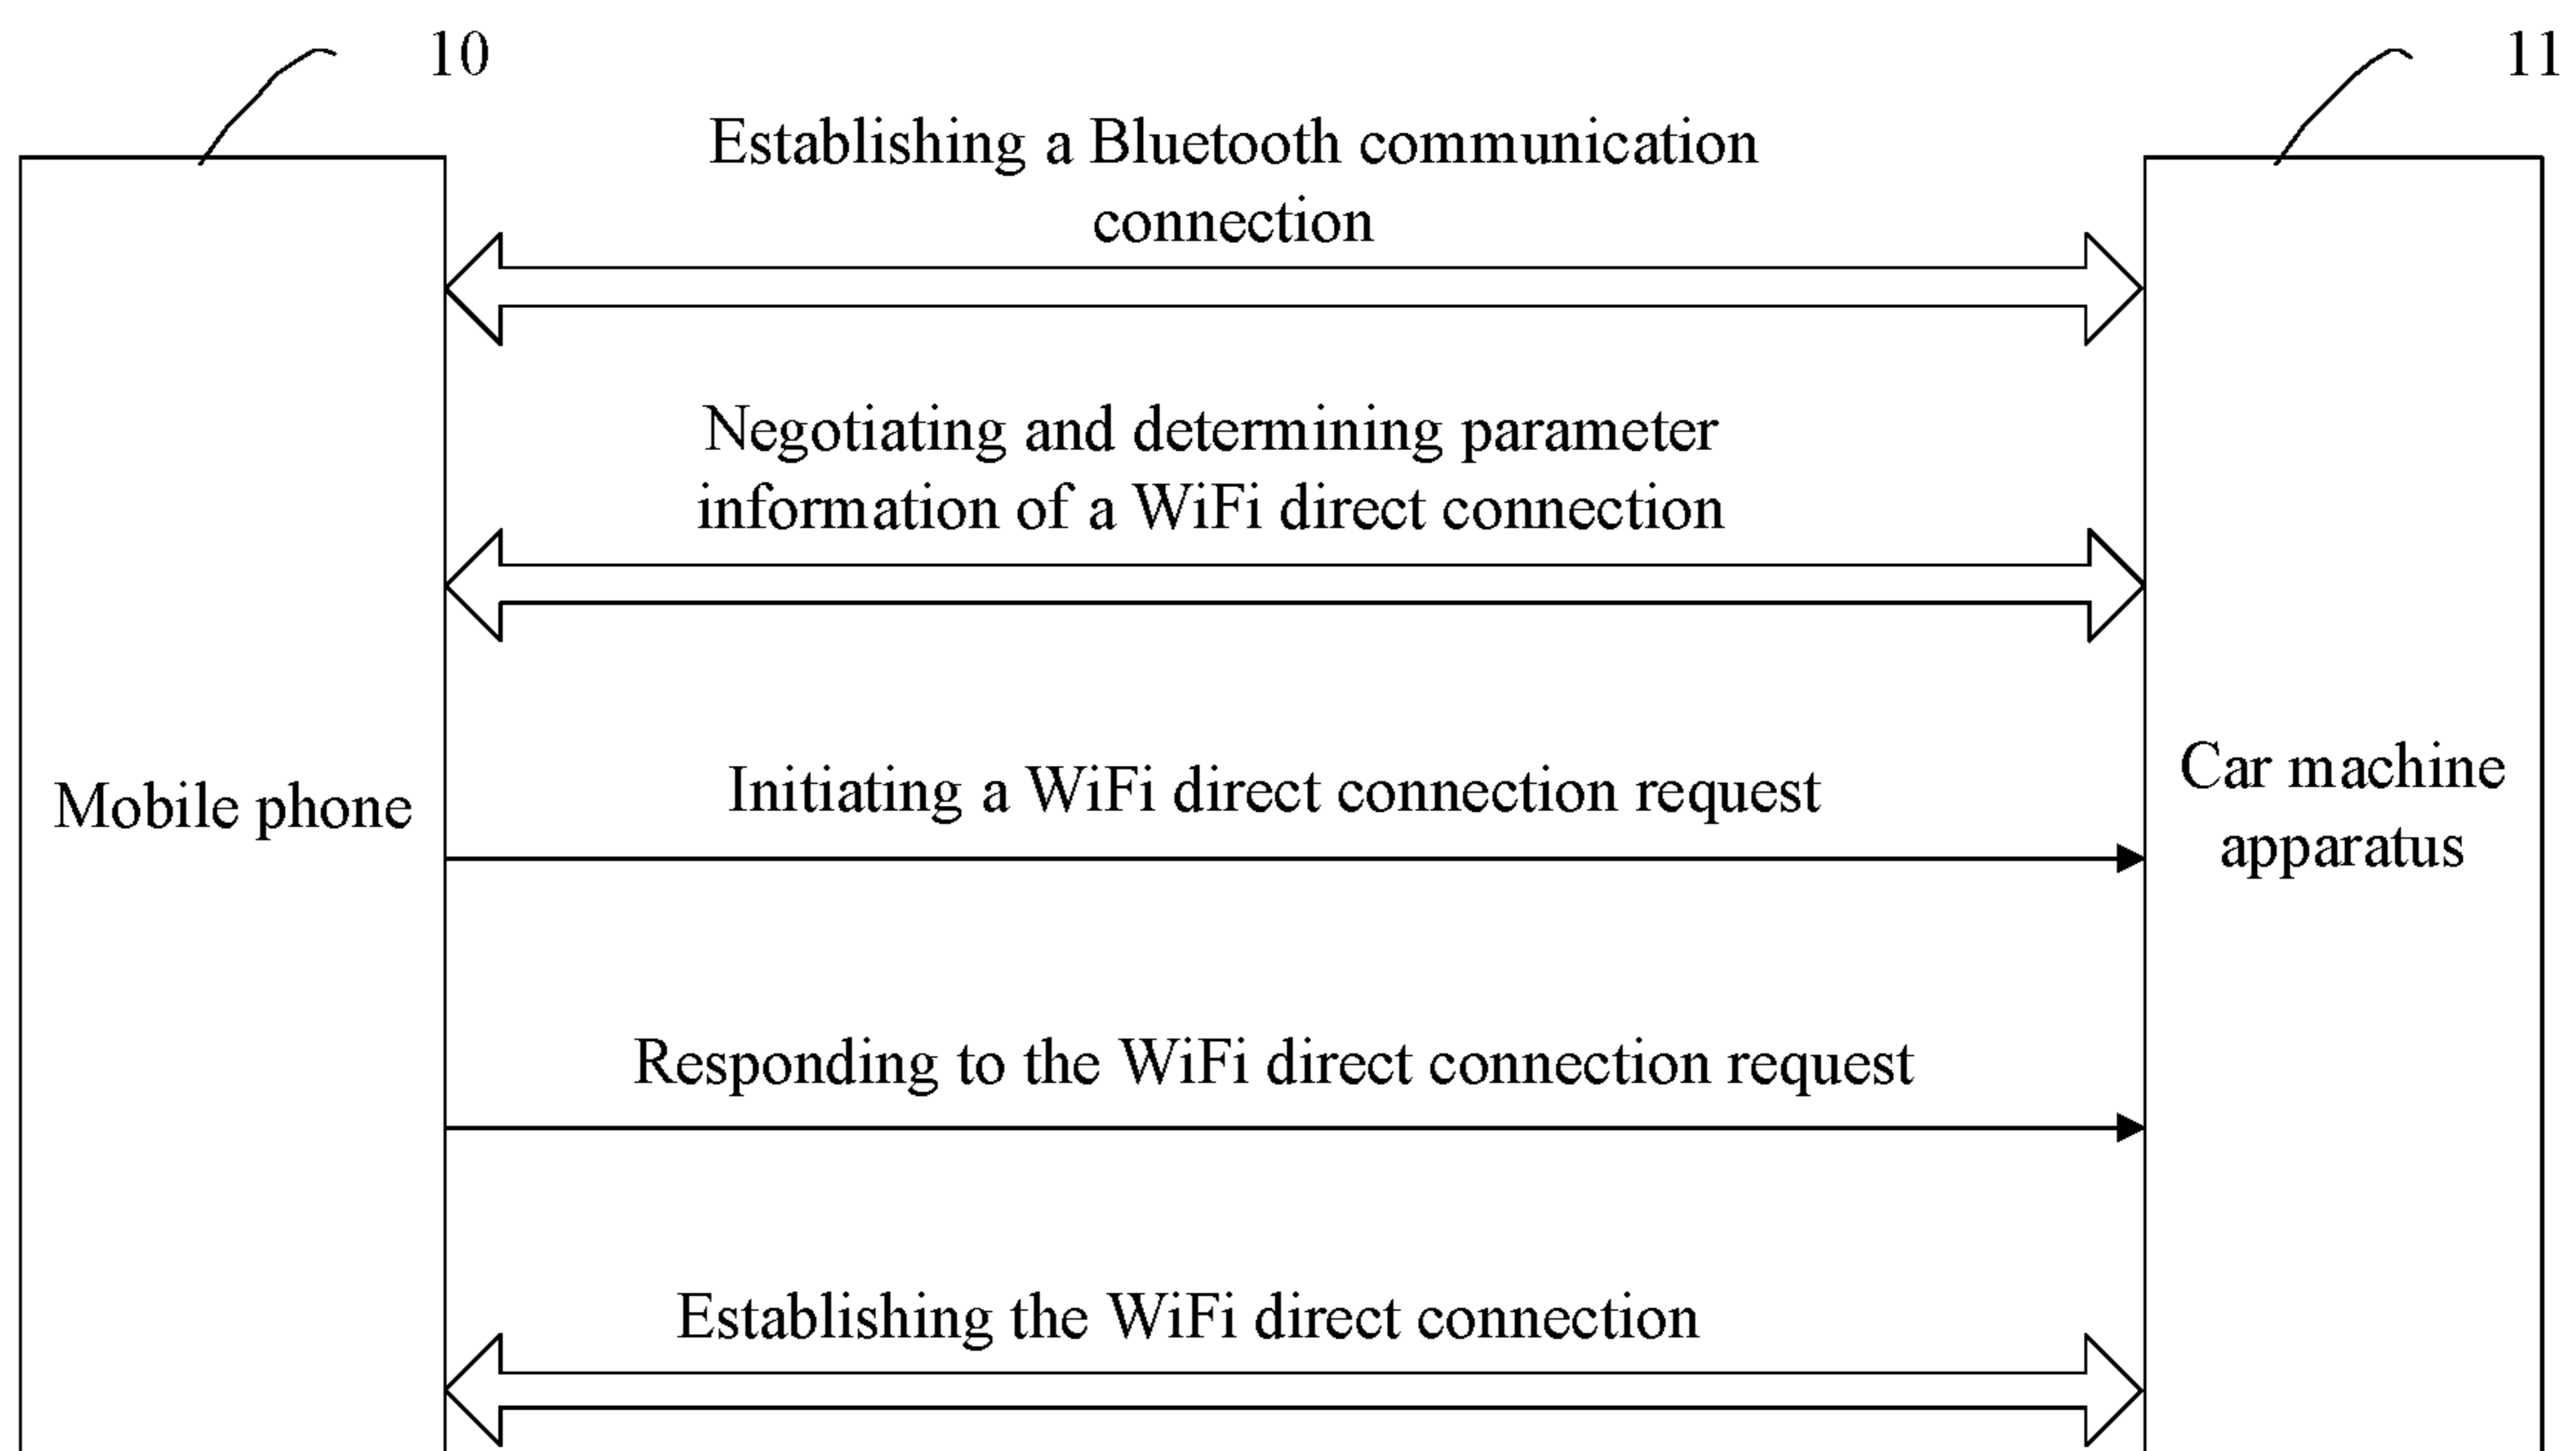 10
11
Establishing a Bluetooth communication
connection
Negotiating and determining parameter
information of a WiFi direct connection
Initiating a WiFi direct connection request
Mobile phone
Car machine
apparatus
Responding to the WiFi direct connection request
Establishing the WiFi direct connection